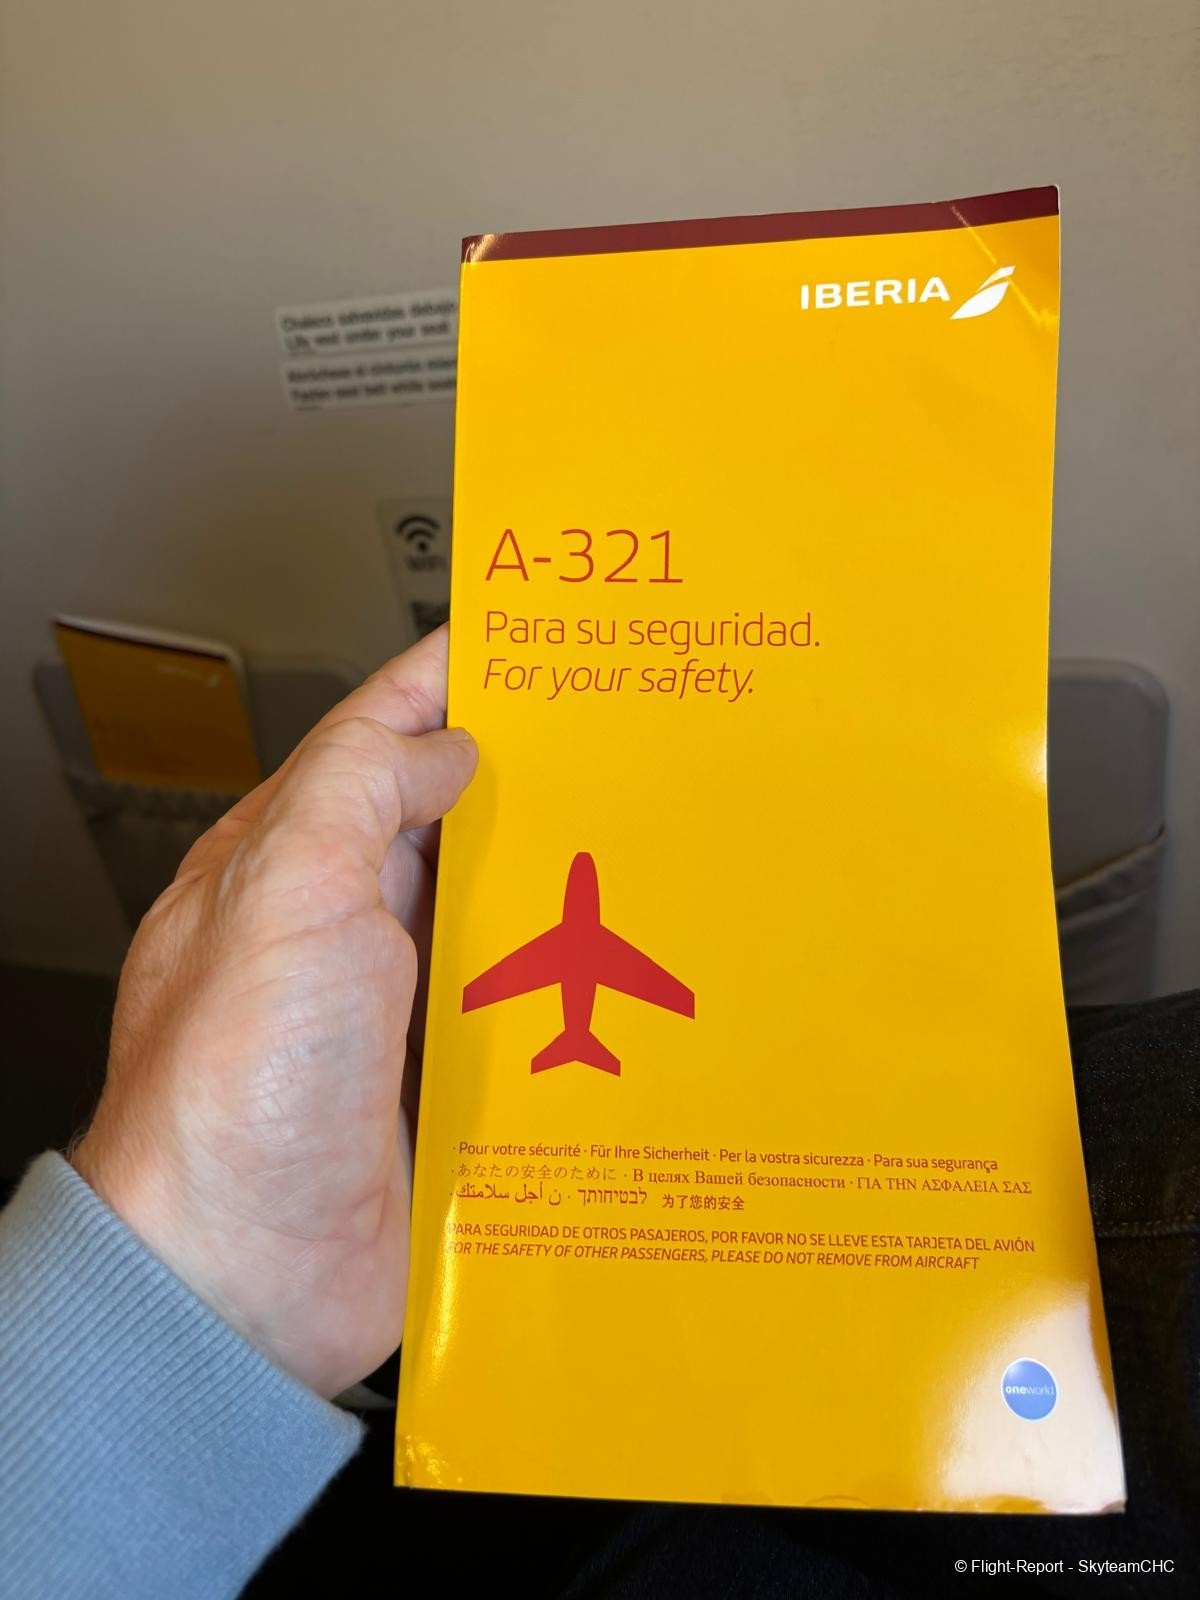 IBERIA
Chaleco salvavidas debajo
Life vest under your seat
Fasten seat belt while
WIFI
A-321
Para su seguridad.
For your safety.
· Pour votre sécurité · Für Ihre Sicherheit · Per la vostra sicurezza · Para sua segurança
· あなたの安全のために · В целях Вашей безопасности · ΓΙΑ ΤΗΝ ΑΣΦΑΛΕΙΑ ΣΑΣ
· ن أجل سلامتك · לבטיחותך 为了您的安全
PARA SEGURIDAD DE OTROS PASAJEROS, POR FAVOR NO SE LLEVE ESTA TARJETA DEL AVIÓN
FOR THE SAFETY OF OTHER PASSENGERS, PLEASE DO NOT REMOVE FROM AIRCRAFT
oneworld
© Flight-Report - SkyteamCHC